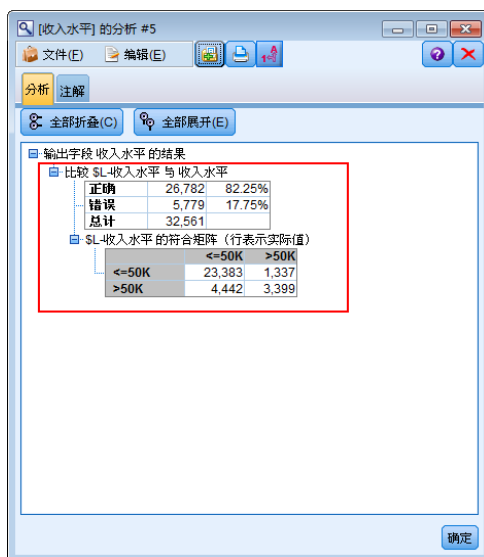 [收入水平] 的分析 #5
文件(F) 编辑(E)
分析 注解
全部折叠(C) 全部展开(E)
输出字段 收入水平 的结果
比较 $L-收入水平 与 收入水平
正确 26,782 82.25%
错误 5,779 17.75%
总计 32,561
$L-收入水平 的符合矩阵（行表示实际值）
<=50K >50K
<=50K 23,383 1,337
>50K 4,442 3,399
确定